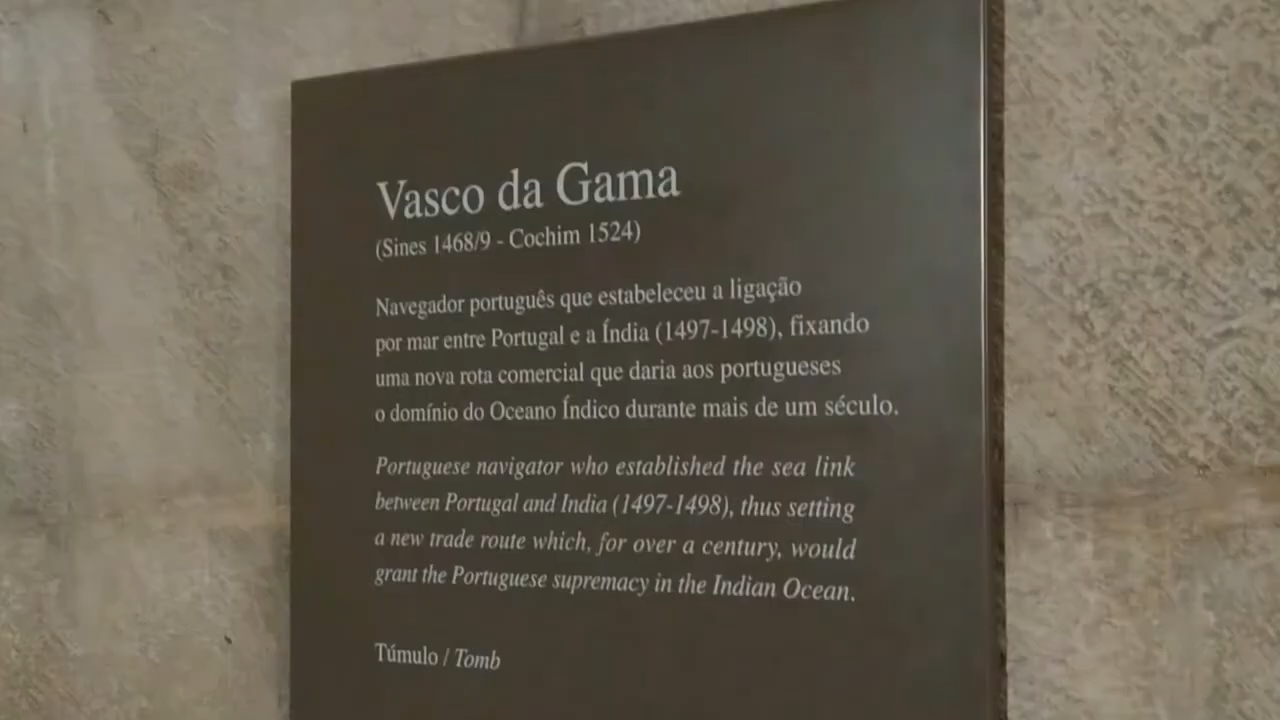 Vasco da Gama
(Sines 1468/9 - Cochim 1524)
Navegador português que estabeleceu a ligação
por mar entre Portugal e a Índia (1497-1498), fixando
uma nova rota comercial que daria aos portugueses
o domínio do Oceano Índico durante mais de um século.
Portuguese navigator who established the sea link
between Portugal and India (1497-1498), thus setting
a new trade route which, for over a century, would
grant the Portuguese supremacy in the Indian Ocean.
Túmulo / Tomb